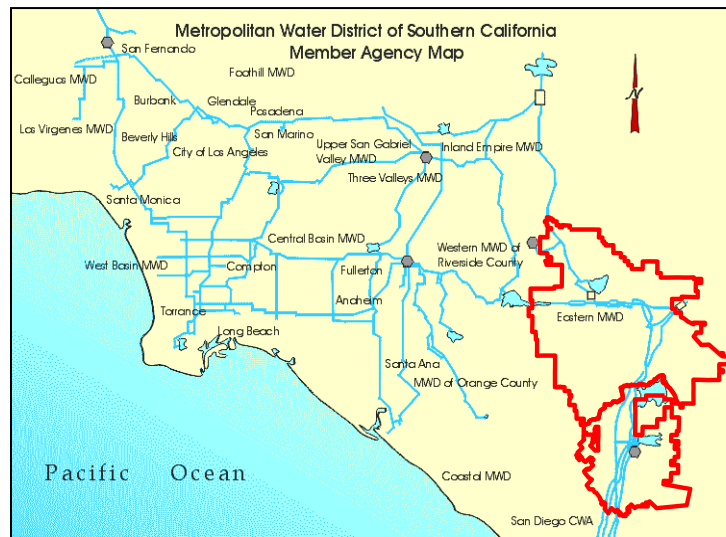 Metropolitan Water District of Southern California
Member Agency Map
San Fernando
Foothill MWD
Calleguas MWD
Burbank
Glendale
Pasadena
N
Los Virgenes MWD
Beverly Hills
San Marino
City of Los Angeles
Upper San Gabriel
Valley MWD
Inland Empire MWD
Three Valleys MWD
Santa Monica
Central Basin MWD
Western MWD of
Riverside County
West Basin MWD
Compton
Fullerton
Anaheim
Torrance
Eastern MWD
Long Beach
Santa Ana
MWD of Orange County
Pacific Ocean
Coastal MWD
San Diego CWA